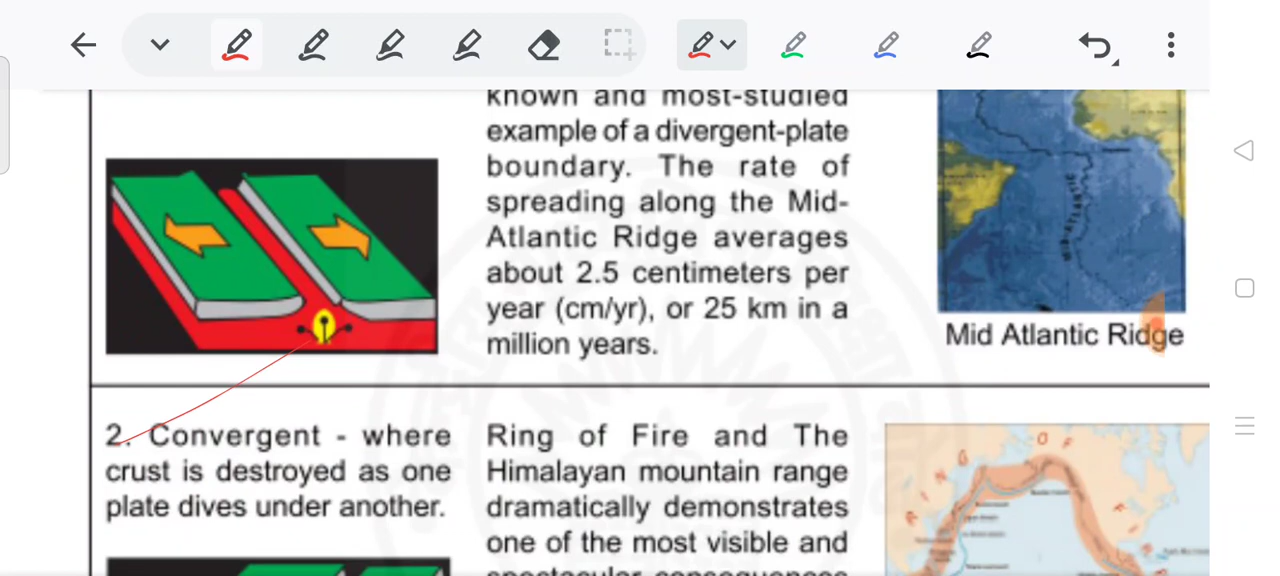 known and most-studied
example of a divergent-plate
boundary. The rate of
spreading along the Mid-
Atlantic Ridge averages
about 2.5 centimeters per
year (cm/yr), or 25 km in a
million years.
Mid Atlantic Ridge
2. Convergent - where
crust is destroyed as one
plate dives under another.
Ring of Fire and The
Himalayan mountain range
dramatically demonstrates
one of the most visible and
spectacular consequences
R I N G O F F